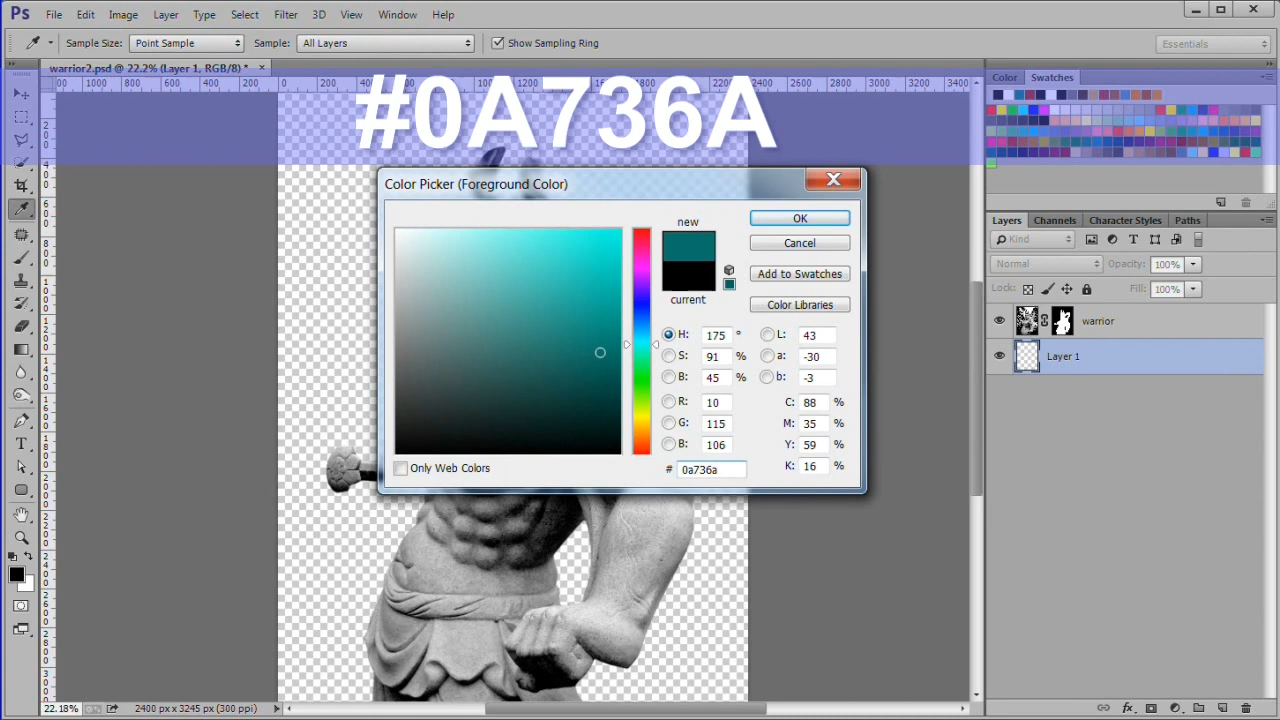 Ps File Edit Image Layer Type Select Filter 3D View Window Help
Sample Size: Point Sample Sample: All Layers Show Sampling Ring Essentials
warrior2.psd @ 22.2% (Layer 1, RGB/8) * ×
#0A736A
Color Swatches
Color Picker (Foreground Color)
new
current
OK
Cancel
Add to Swatches
Color Libraries
H: 175 ° L: 43
S: 91 % a: -30
B: 45 % b: -3
R: 10 C: 88 %
G: 115 M: 35 %
B: 106 Y: 59 %
K: 16 %
# 0a736a
Only Web Colors
Layers Channels Character Styles Paths
Kind
Normal Opacity: 100%
Lock: Fill: 100%
warrior
Layer 1
22.18% 2400 px x 3245 px (300 ppi)